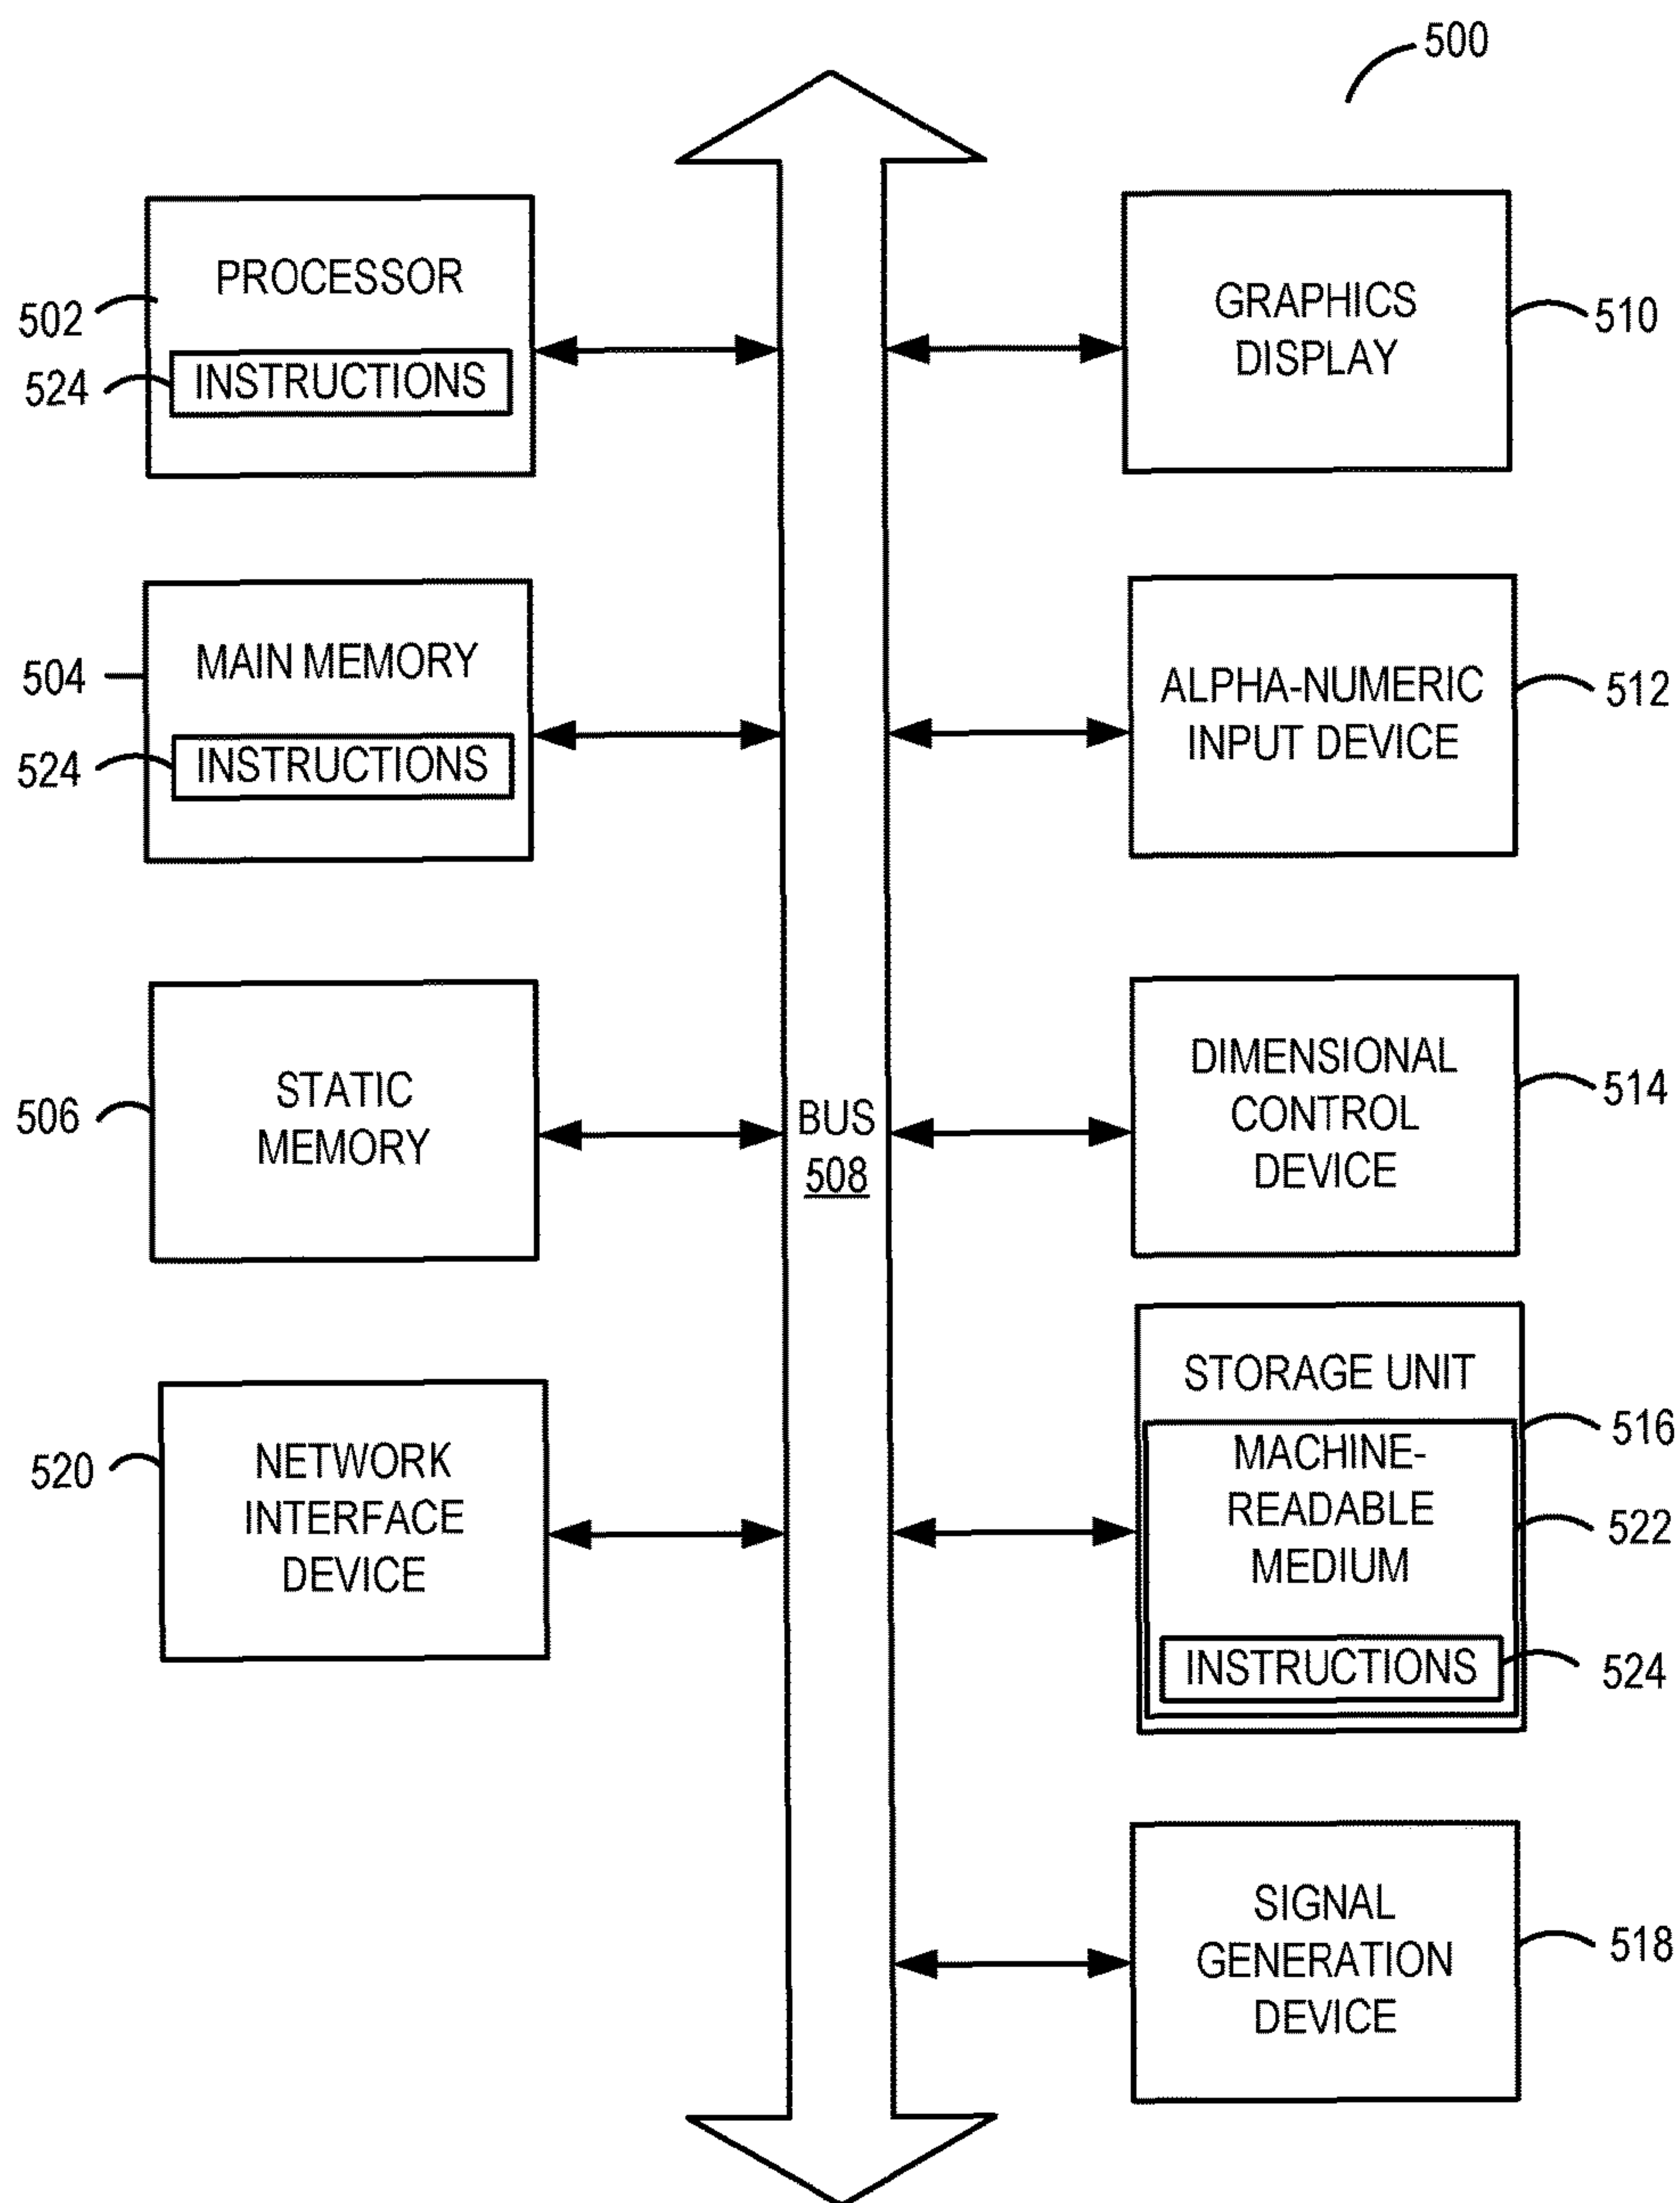 500
PROCESSOR
502
524
INSTRUCTIONS
MAIN MEMORY
504
524
INSTRUCTIONS
STATIC
MEMORY
506
NETWORK
INTERFACE
DEVICE
520
BUS
508
GRAPHICS
DISPLAY
510
ALPHA-NUMERIC
INPUT DEVICE
512
DIMENSIONAL
CONTROL
DEVICE
514
STORAGE UNIT
516
MACHINE-
READABLE
MEDIUM
522
INSTRUCTIONS
524
SIGNAL
GENERATION
DEVICE
518